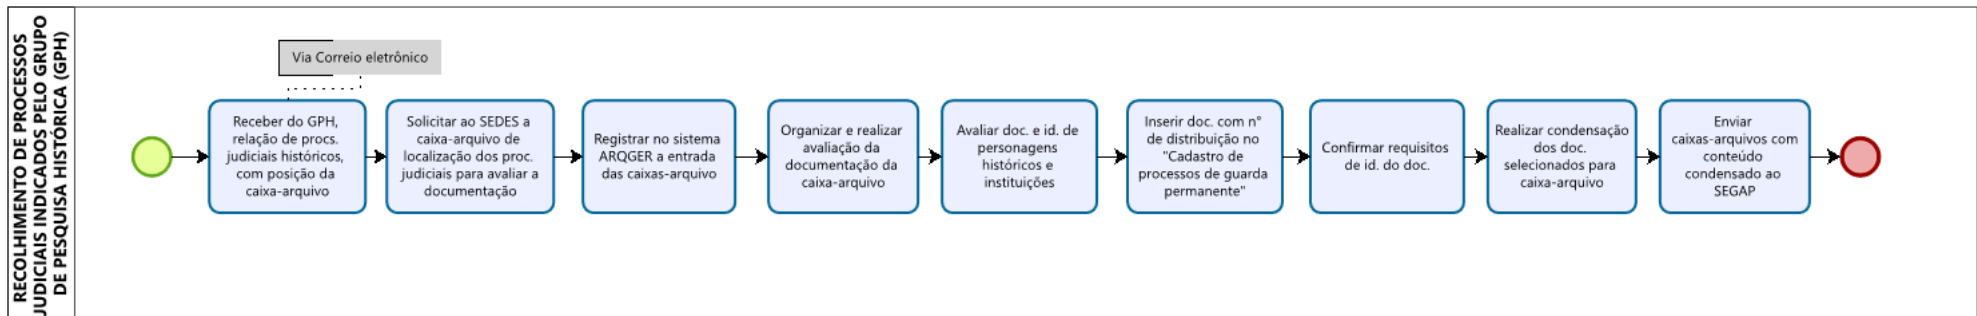 RECOLHIMENTO DE PROCESSOS
JUDICIAIS INDICADOS PELO GRUPO
DE PESQUISA HISTÓRICA (GPH)
Via Correio eletrônico
Receber do GPH,
relação de procs.
judiciais históricos,
com posição da
caixa-arquivo
Solicitar ao SEDES a
caixa-arquivo de
localização dos proc.
judiciais para avaliar a
documentação
Registrar no sistema
ARQGER a entrada
das caixas-arquivo
Organizar e realizar
avaliação da
documentação da
caixa-arquivo
Avaliar doc. e id. de
personagens
históricos e
instituições
Inserir doc. com n°
de distribuição no
"Cadastro de
processos de guarda
permanente"
Confirmar requisitos
de id. do doc.
Realizar condensação
dos doc.
selecionados para
caixa-arquivo
Enviar
caixas-arquivos com
conteúdo
condensado ao
SEGAP